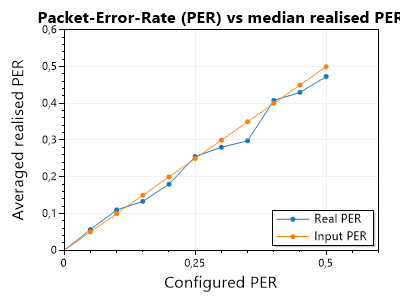 Packet-Error-Rate (PER) vs median realised PER
0,6
0,5
0,4
0,3
0,2
0,1
0
Averaged realised PER
0
0,25
0,5
Configured PER
Real PER
Input PER